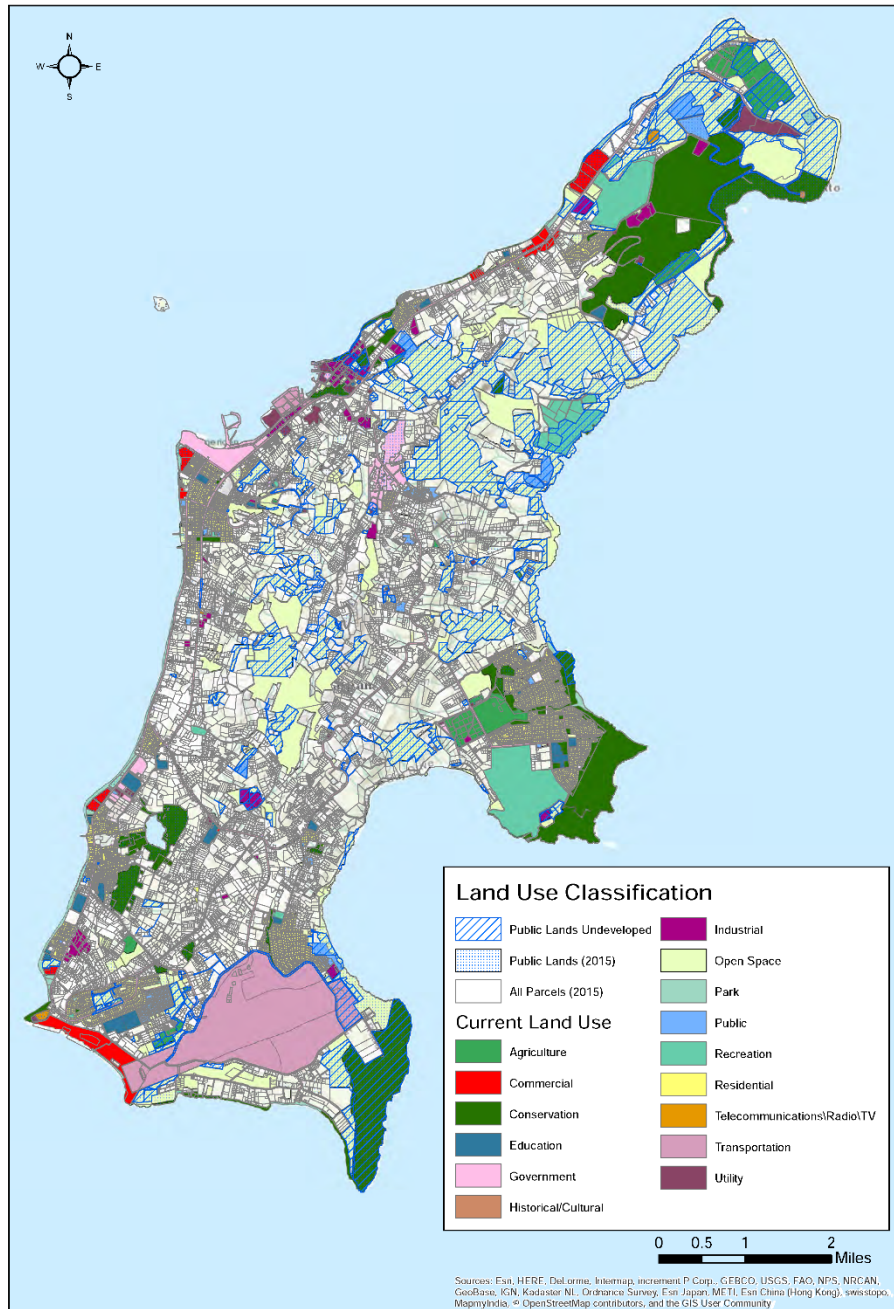 N
W E
S
Land Use Classification
Public Lands Undeveloped
Public Lands (2015)
All Parcels (2015)
Current Land Use
Agriculture
Commercial
Conservation
Education
Government
Historical/Cultural
Industrial
Open Space
Park
Public
Recreation
Residential
Telecommunications\Radio\TV
Transportation
Utility
0 0.5 1 2
Miles
Sources: Esri, HERE, DeLorme, Intermap, increment P Corp., GEBCO, USGS, FAO, NPS, NRCAN,
GeoBase, IGN, Kadaster NL, Ordnance Survey, Esri Japan, METI, Esri China (Hong Kong), swisstopo,
MapmyIndia, © OpenStreetMap contributors, and the GIS User Community